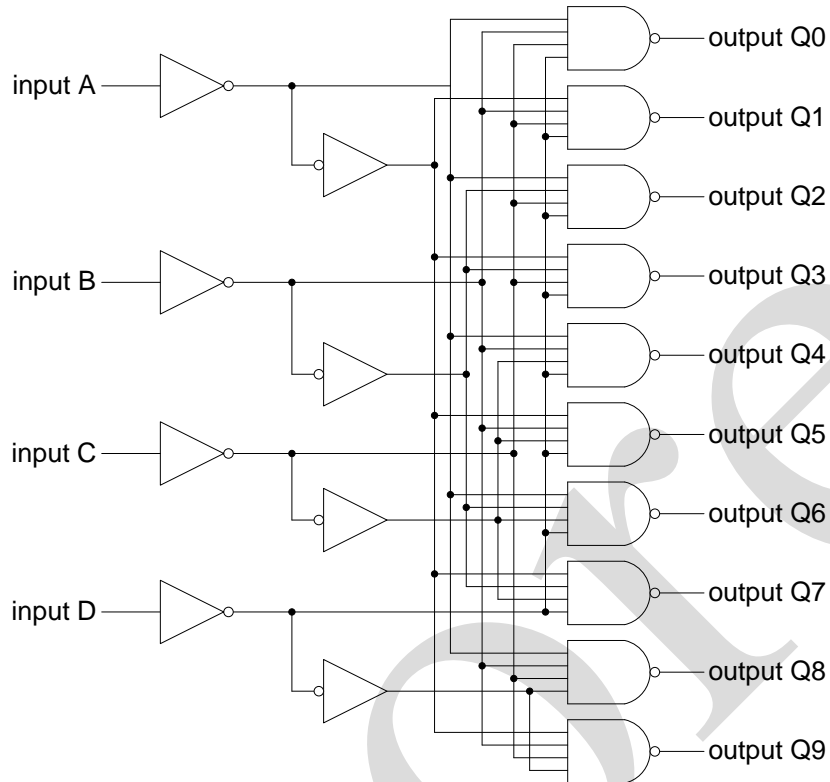 output Q0
input A
output Q1
output Q2
input B
output Q3
output Q4
input C
output Q5
output Q6
input D
output Q7
output Q8
output Q9